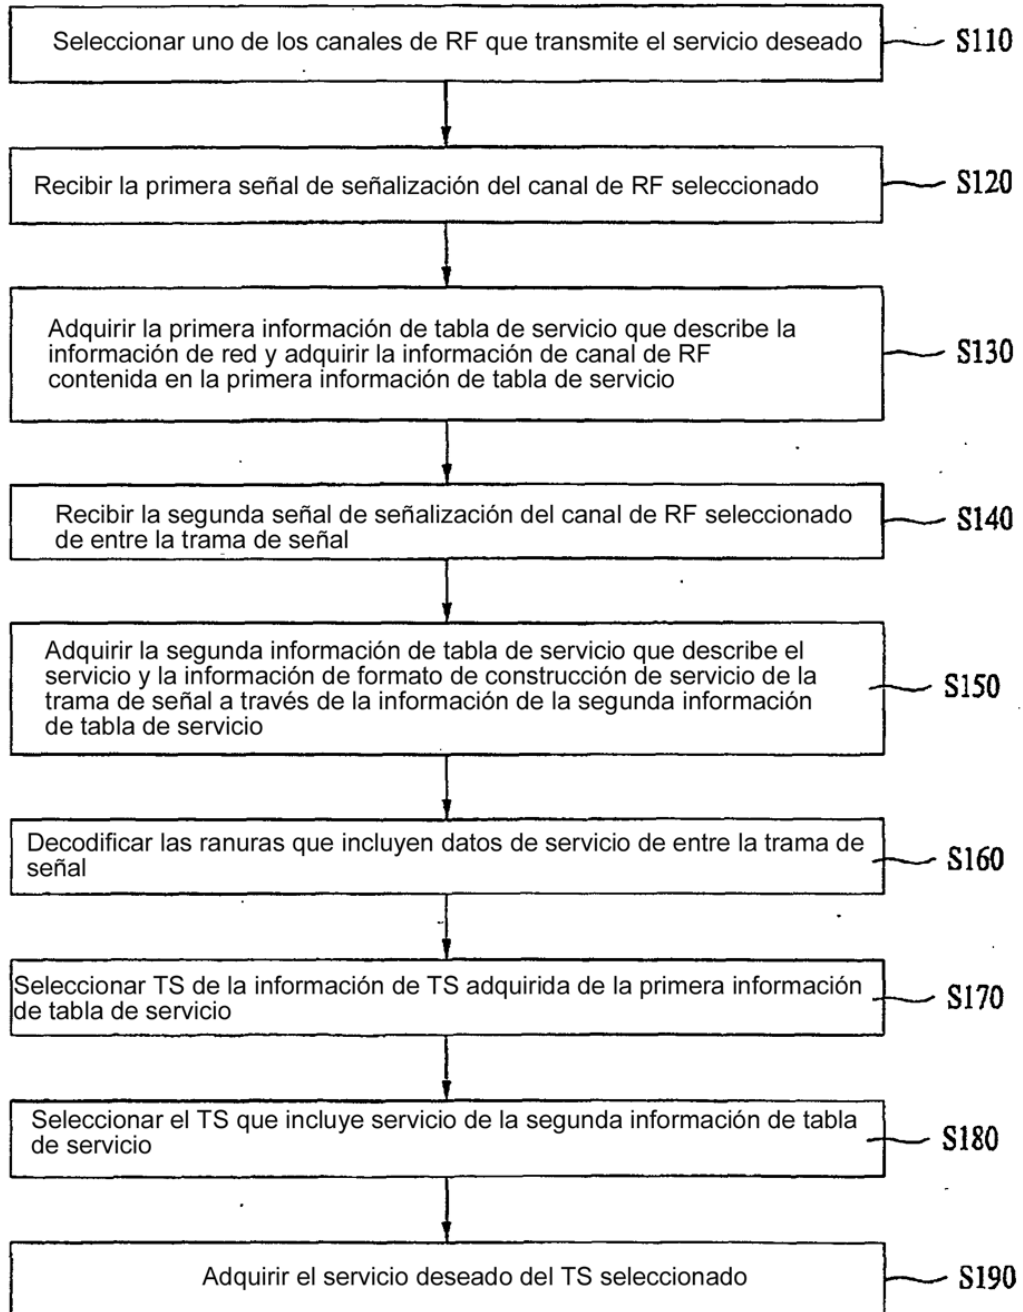 Seleccionar uno de los canales de RF que transmite el servicio deseado
S110
Recibir la primera señal de señalización del canal de RF seleccionado
S120
Adquirir la primera información de tabla de servicio que describe la
información de red y adquirir la información de canal de RF
contenida en la primera información de tabla de servicio
S130
Recibir la segunda señal de señalización del canal de RF seleccionado
de entre la trama de señal
S140
Adquirir la segunda información de tabla de servicio que describe el
servicio y la información de formato de construcción de servicio de la
trama de señal a través de la información de la segunda información
de tabla de servicio
S150
Decodificar las ranuras que incluyen datos de servicio de entre la trama de
señal
S160
Seleccionar TS de la información de TS adquirida de la primera información
de tabla de servicio
S170
Seleccionar el TS que incluye servicio de la segunda información de tabla
de servicio
S180
Adquirir el servicio deseado del TS seleccionado
S190